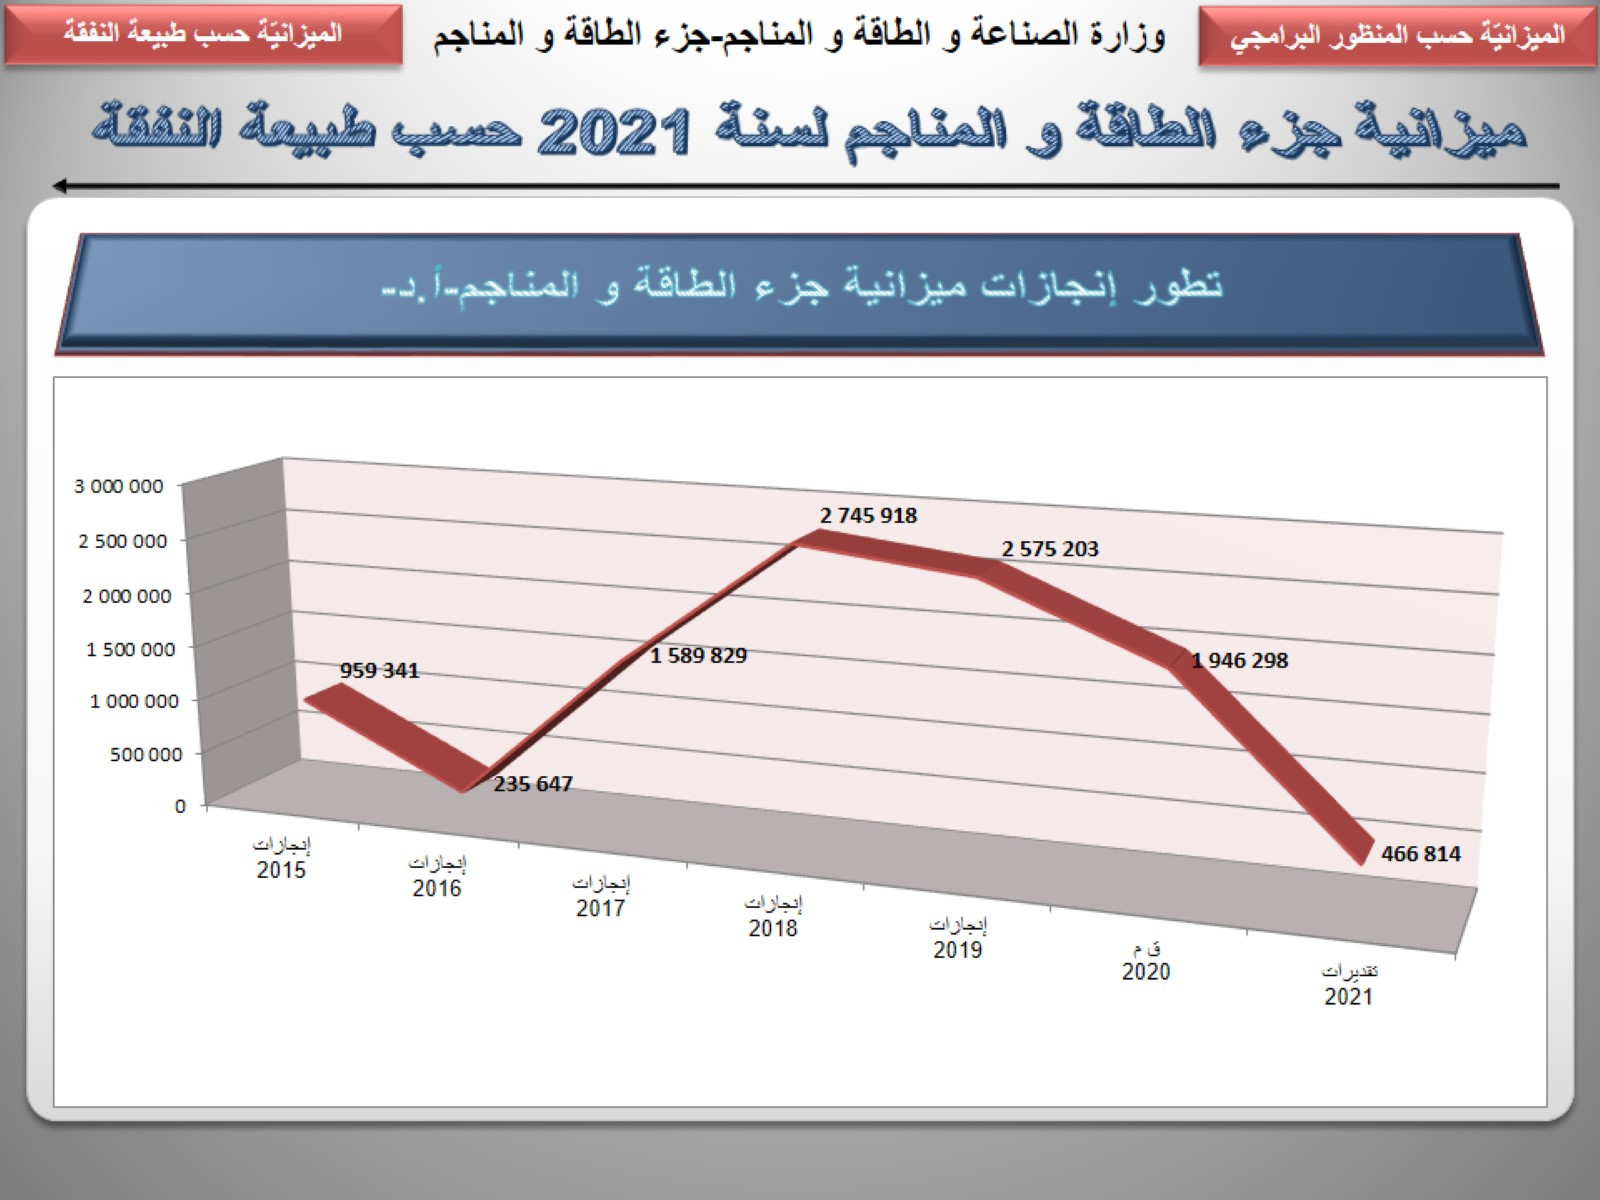 الميزانيّة حسب المنظور البرامجي
وزارة الصناعة و الطاقة و المناجم-جزء الطاقة و المناجم
الميزانيّة حسب طبيعة النفقة
ميزانية جزء الطاقة و المناجم لسنة 2021 حسب طبيعة النفقة
تطور إنجازات ميزانية جزء الطاقة و المناجم-أ.د-
3 000 000
2 500 000
2 000 000
1 500 000
1 000 000
500 000
0
959 341
235 647
1 589 829
2 745 918
2 575 203
1 946 298
466 814
إنجازات
2015
إنجازات
2016
إنجازات
2017
إنجازات
2018
إنجازات
2019
ق م
2020
تقديرات
2021